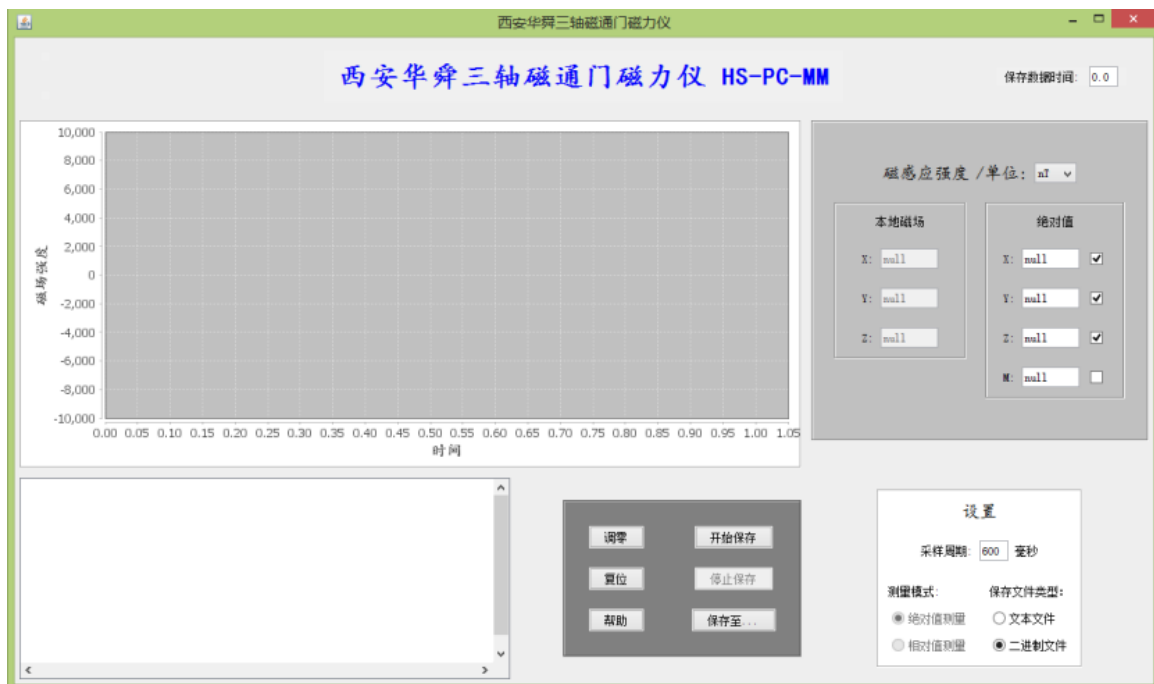 西安华舜三轴磁通门磁力仪
西安华舜三轴磁通门磁力仪 HS-PC-MM
保存数据时间: 0.0
10,000
8,000
6,000
4,000
2,000
0
-2,000
-4,000
-6,000
-8,000
-10,000
磁场强度
0.00 0.05 0.10 0.15 0.20 0.25 0.30 0.35 0.40 0.45 0.50 0.55 0.60 0.65 0.70 0.75 0.80 0.85 0.90 0.95 1.00 1.05
时间
磁感应强度 /单位: nT
本地磁场
X: null
Y: null
Z: null
绝对值
X: null
Y: null
Z: null
M: null
调零
开始保存
复位
停止保存
帮助
保存至...
设置
采样周期: 600 毫秒
测量模式:
绝对值测量
相对值测量
保存文件类型:
文本文件
二进制文件